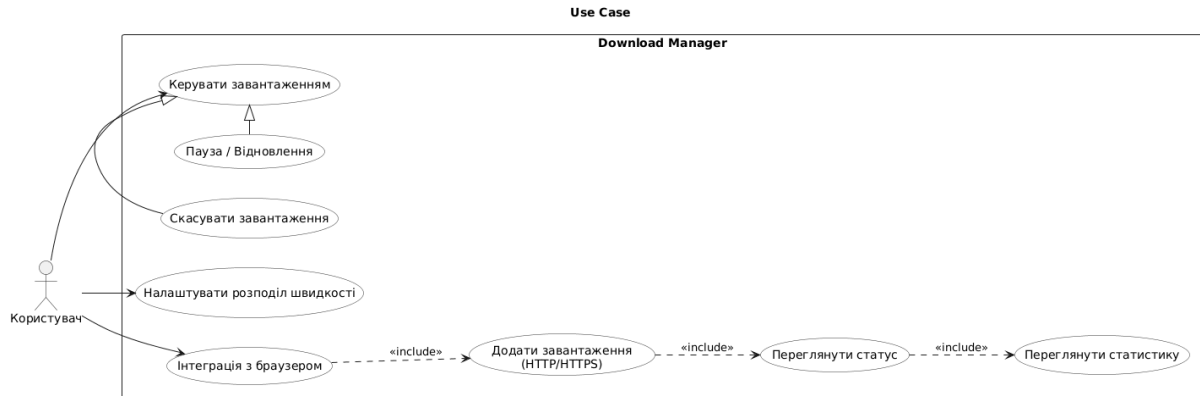 Use Case
Download Manager
Керувати завантаженням
Пауза / Відновлення
Скасувати завантаження
Користувач
Налаштувати розподіл швидкості
Інтеграція з браузером
«include»
Додати завантаження
(HTTP/HTTPS)
«include»
Переглянути статус
«include»
Переглянути статистику